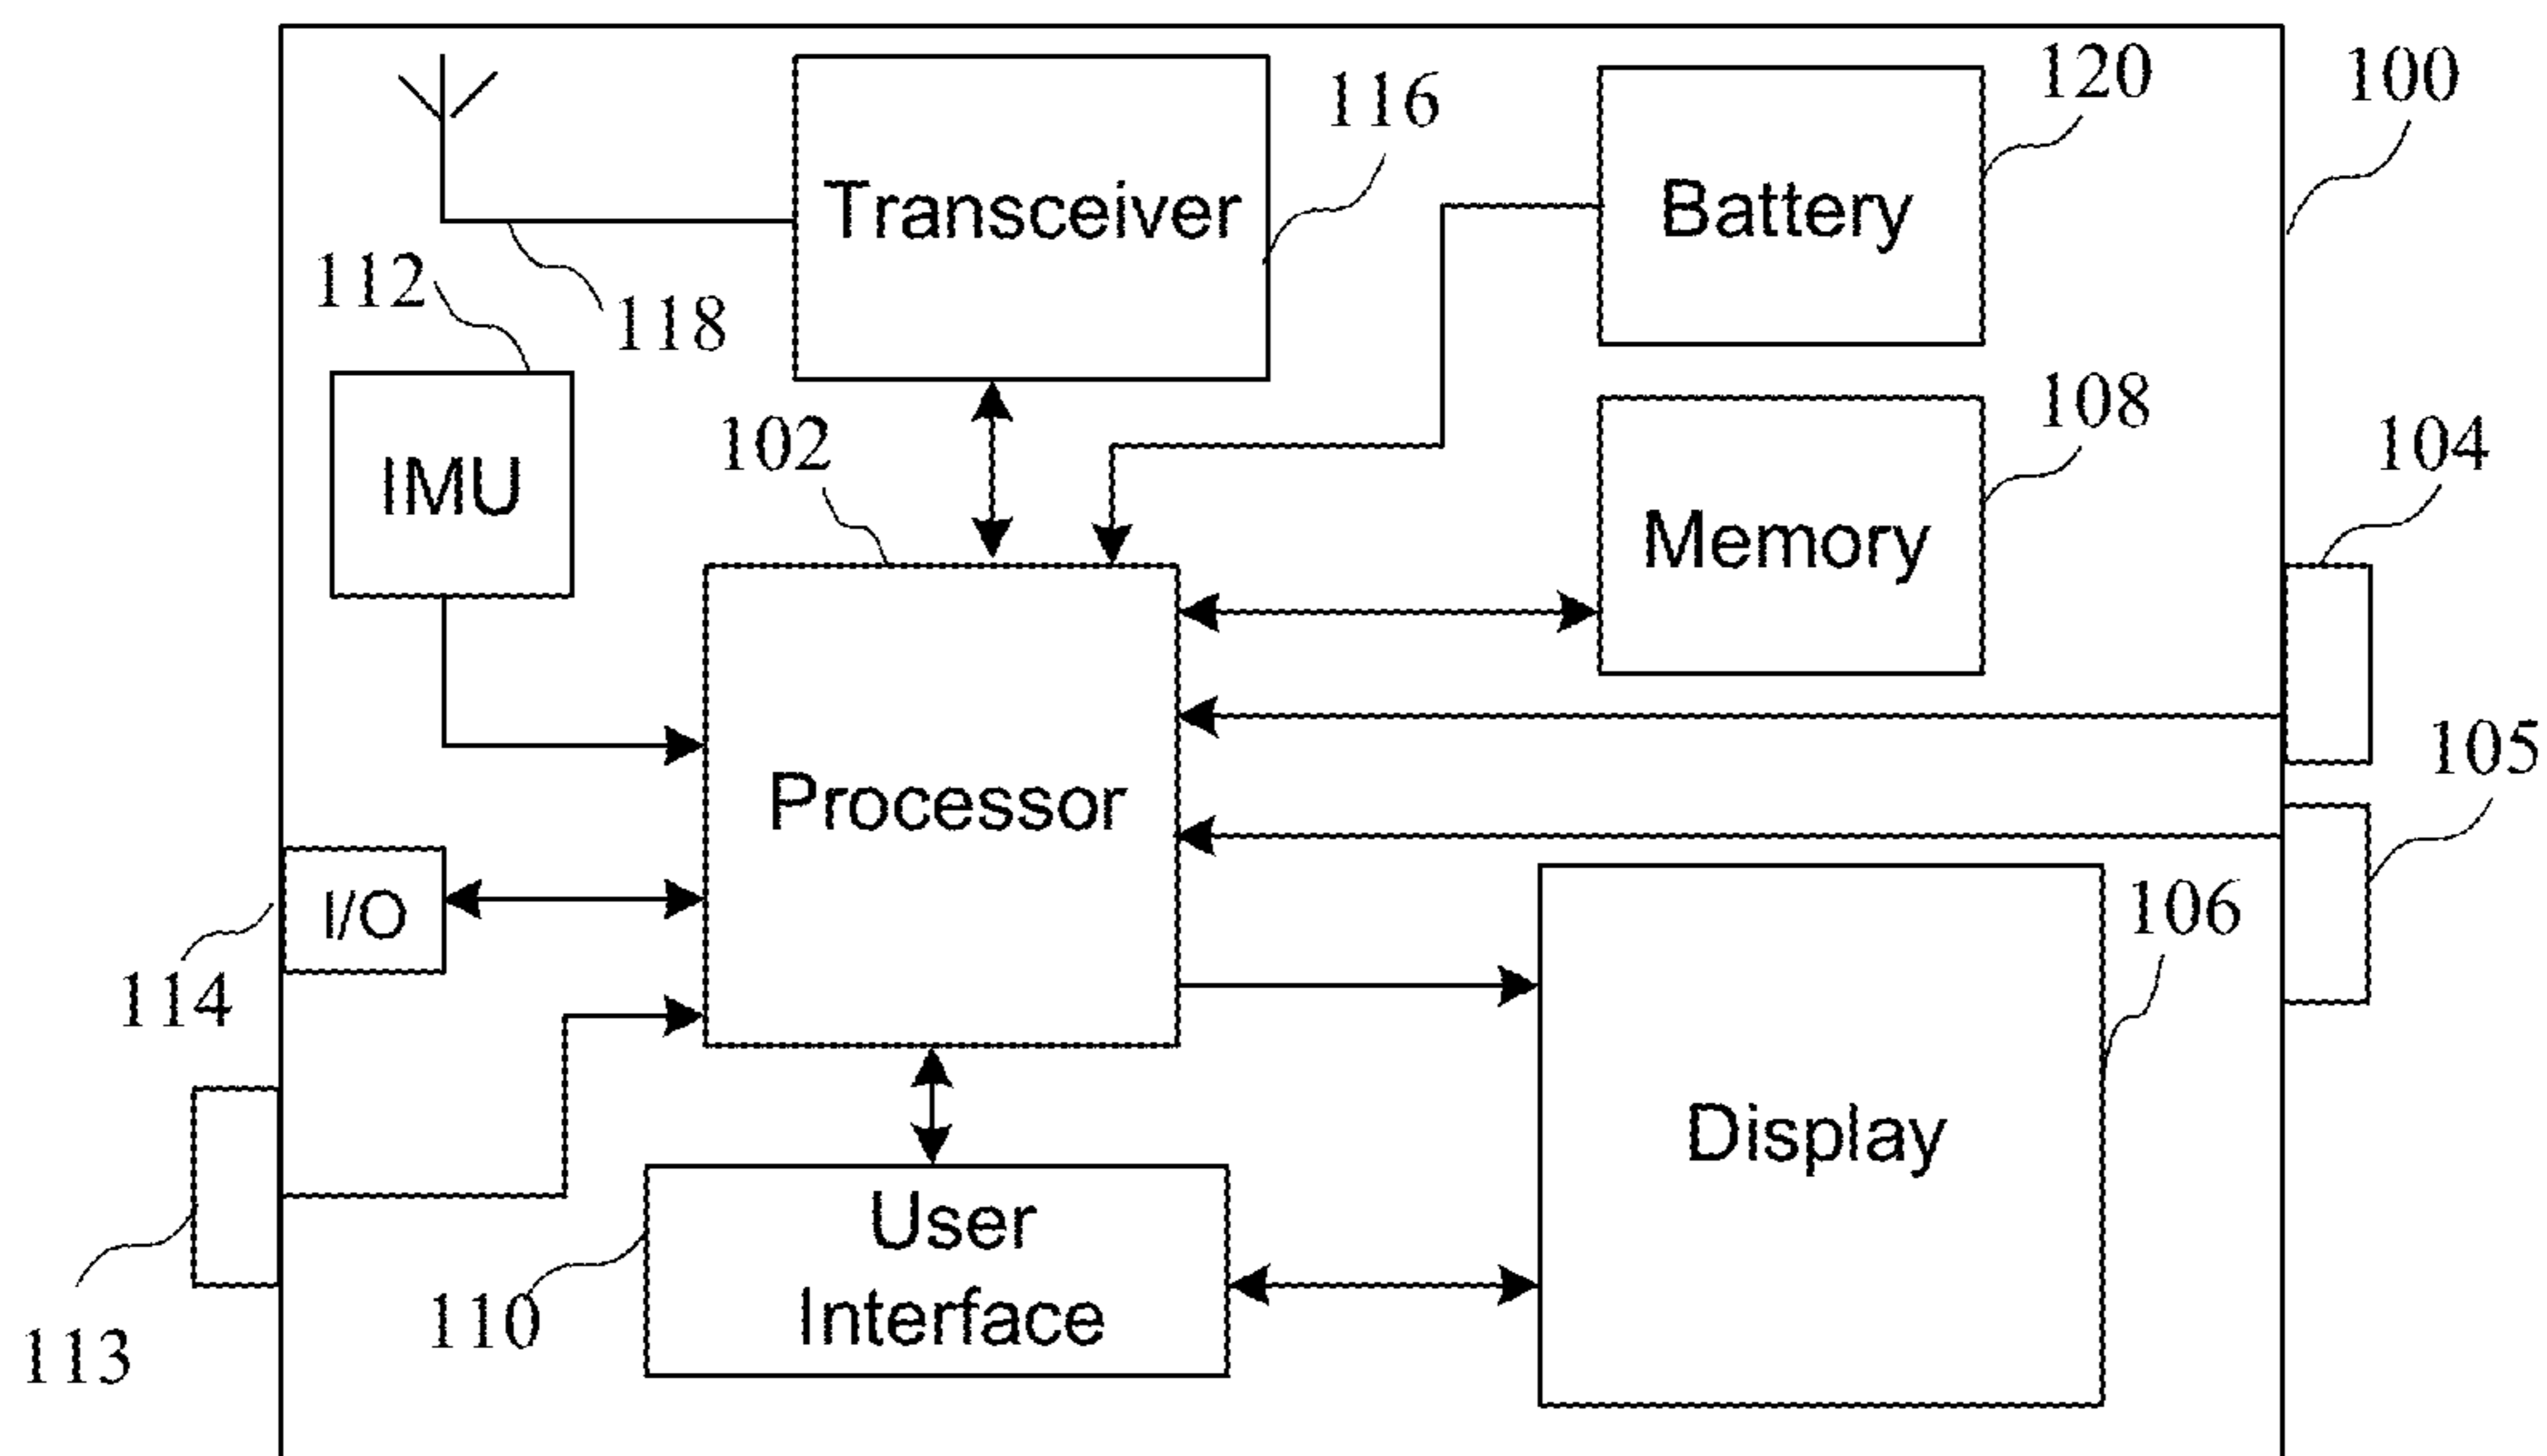 120
100
116
Transceiver
Battery
112
118
108
102
104
IMU
Memory
105
Processor
106
I/O
114
Display
User
Interface
110
113